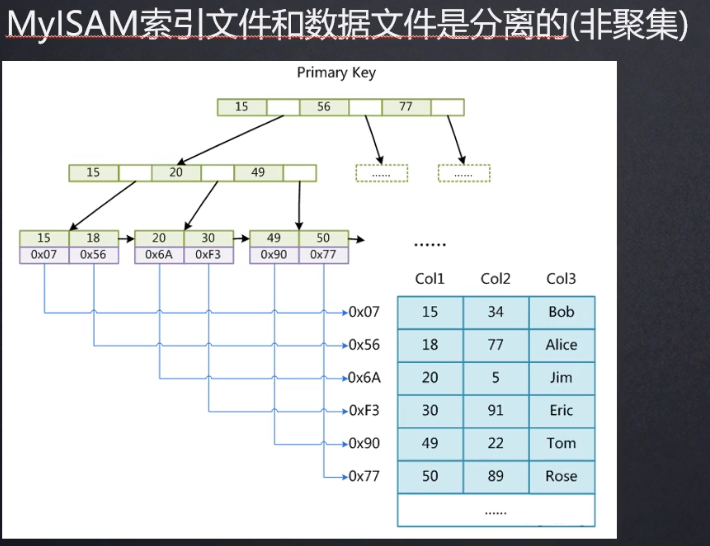 MyISAM索引文件和数据文件是分离的(非聚集)
Primary Key
15 56 77
15 20 49 ...... ......
15 18 20 30 49 50
0x07 0x56 0x6A 0xF3 0x90 0x77
......
Col1 Col2 Col3
0x07 15 34 Bob
0x56 18 77 Alice
0x6A 20 5 Jim
0xF3 30 91 Eric
0x90 49 22 Tom
0x77 50 89 Rose
......